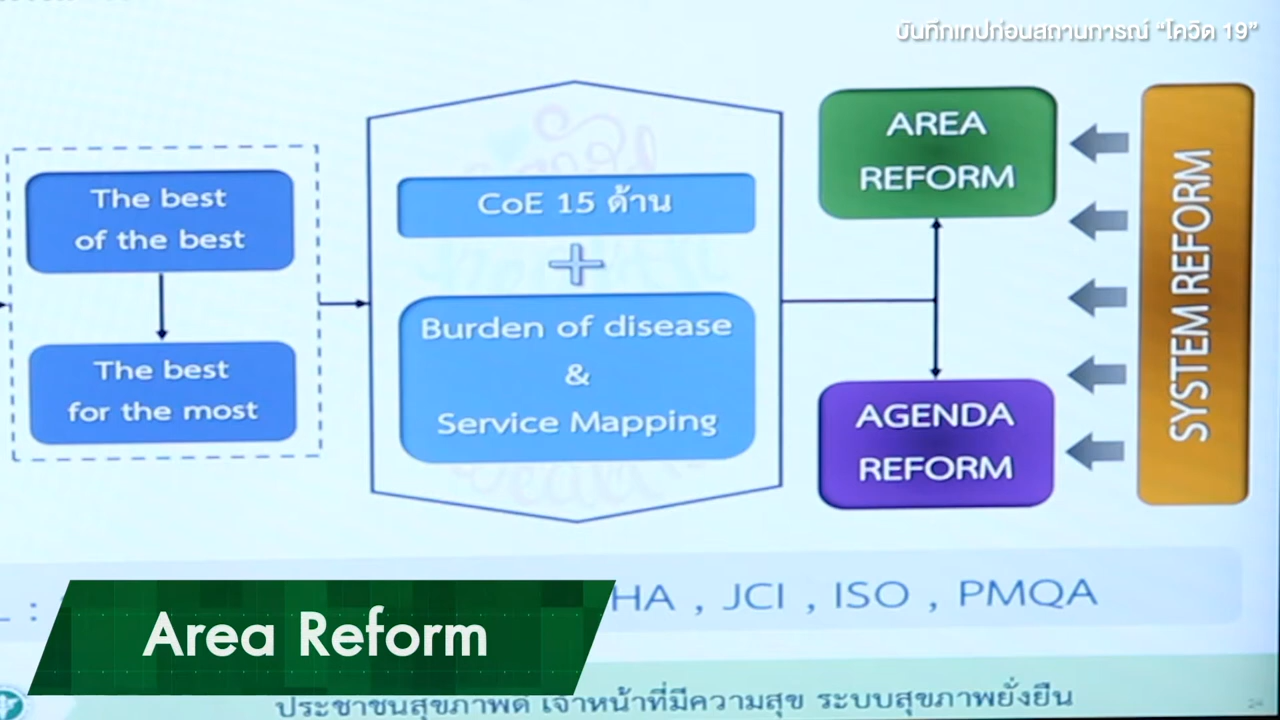 บันทึกเทปก่อนสถานการณ์ "โควิด 19"
The best
of the best
The best
for the most
CoE 15 ด้าน
+
Burden of disease
&
Service Mapping
AREA
REFORM
AGENDA
REFORM
SYSTEM REFORM
HA , JCI , ISO , PMQA
Area Reform
ประชาชนสุขภาพดี เจ้าหน้าที่มีความสุข ระบบสุขภาพยั่งยืน
24